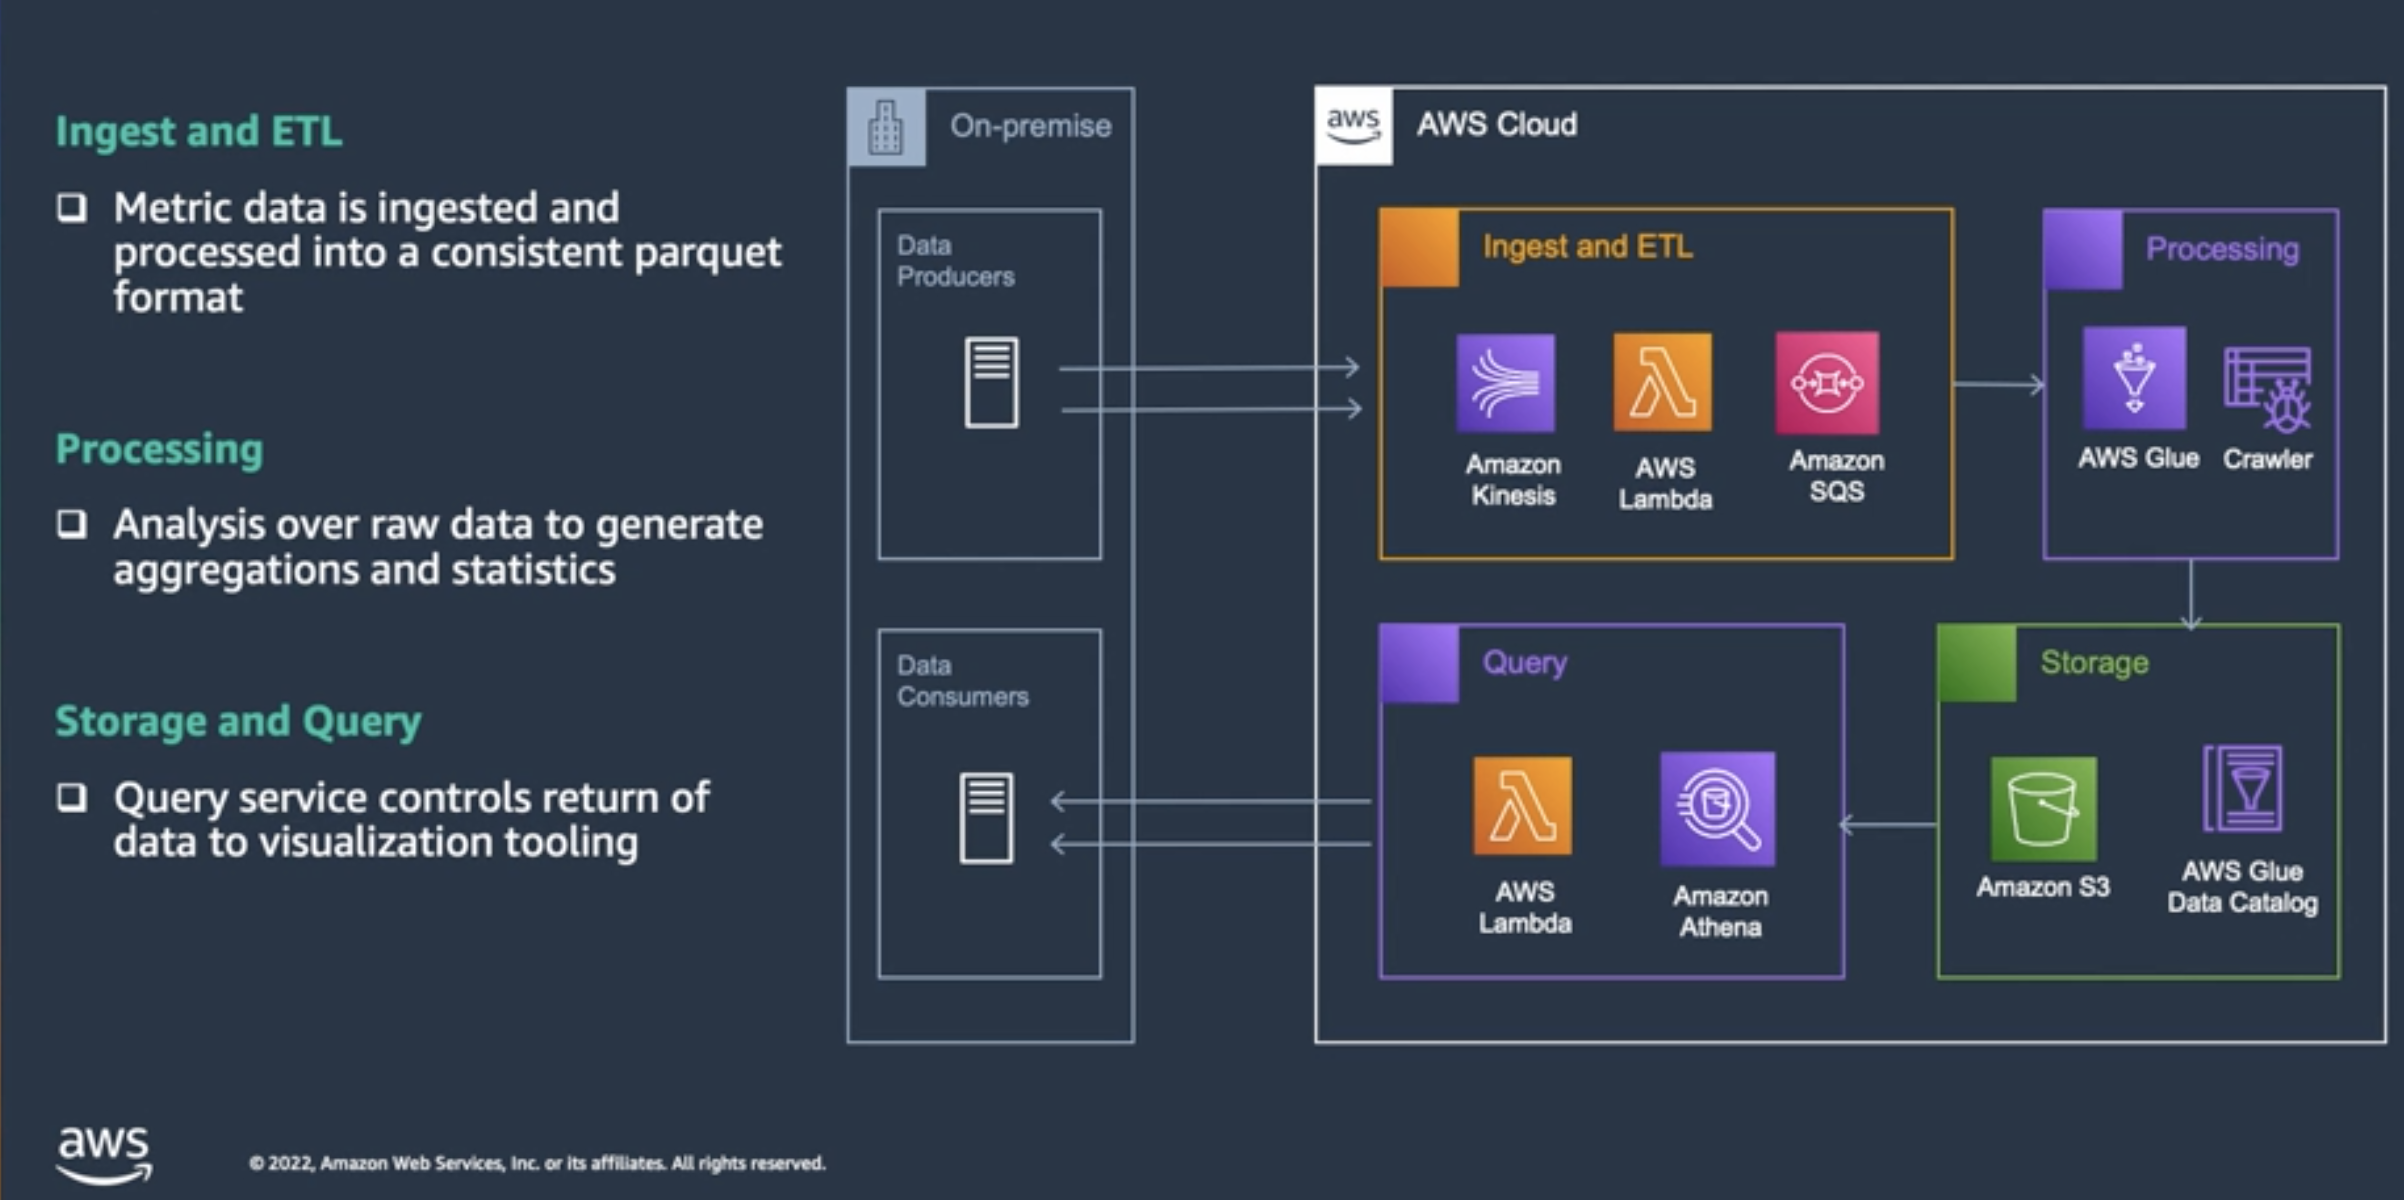 Ingest and ETL
Metric data is ingested and
processed into a consistent parquet
format
Processing
Analysis over raw data to generate
aggregations and statistics
Storage and Query
Query service controls return of
data to visualization tooling
On-premise
Data
Producers
Data
Consumers
aws
AWS Cloud
Ingest and ETL
Amazon
Kinesis
AWS
Lambda
Amazon
SQS
Processing
AWS Glue
Crawler
Query
AWS
Lambda
Amazon
Athena
Storage
Amazon S3
AWS Glue
Data Catalog
aws
© 2022, Amazon Web Services, Inc. or its affiliates. All rights reserved.